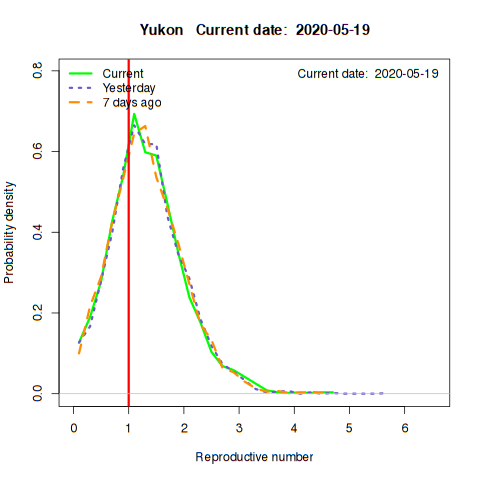 Yukon   Current date:  2020-05-19
Current
Yesterday
7 days ago
Current date:  2020-05-19
Probability density
0.0
0.2
0.4
0.6
0.8
0
1
2
3
4
5
6
Reproductive number